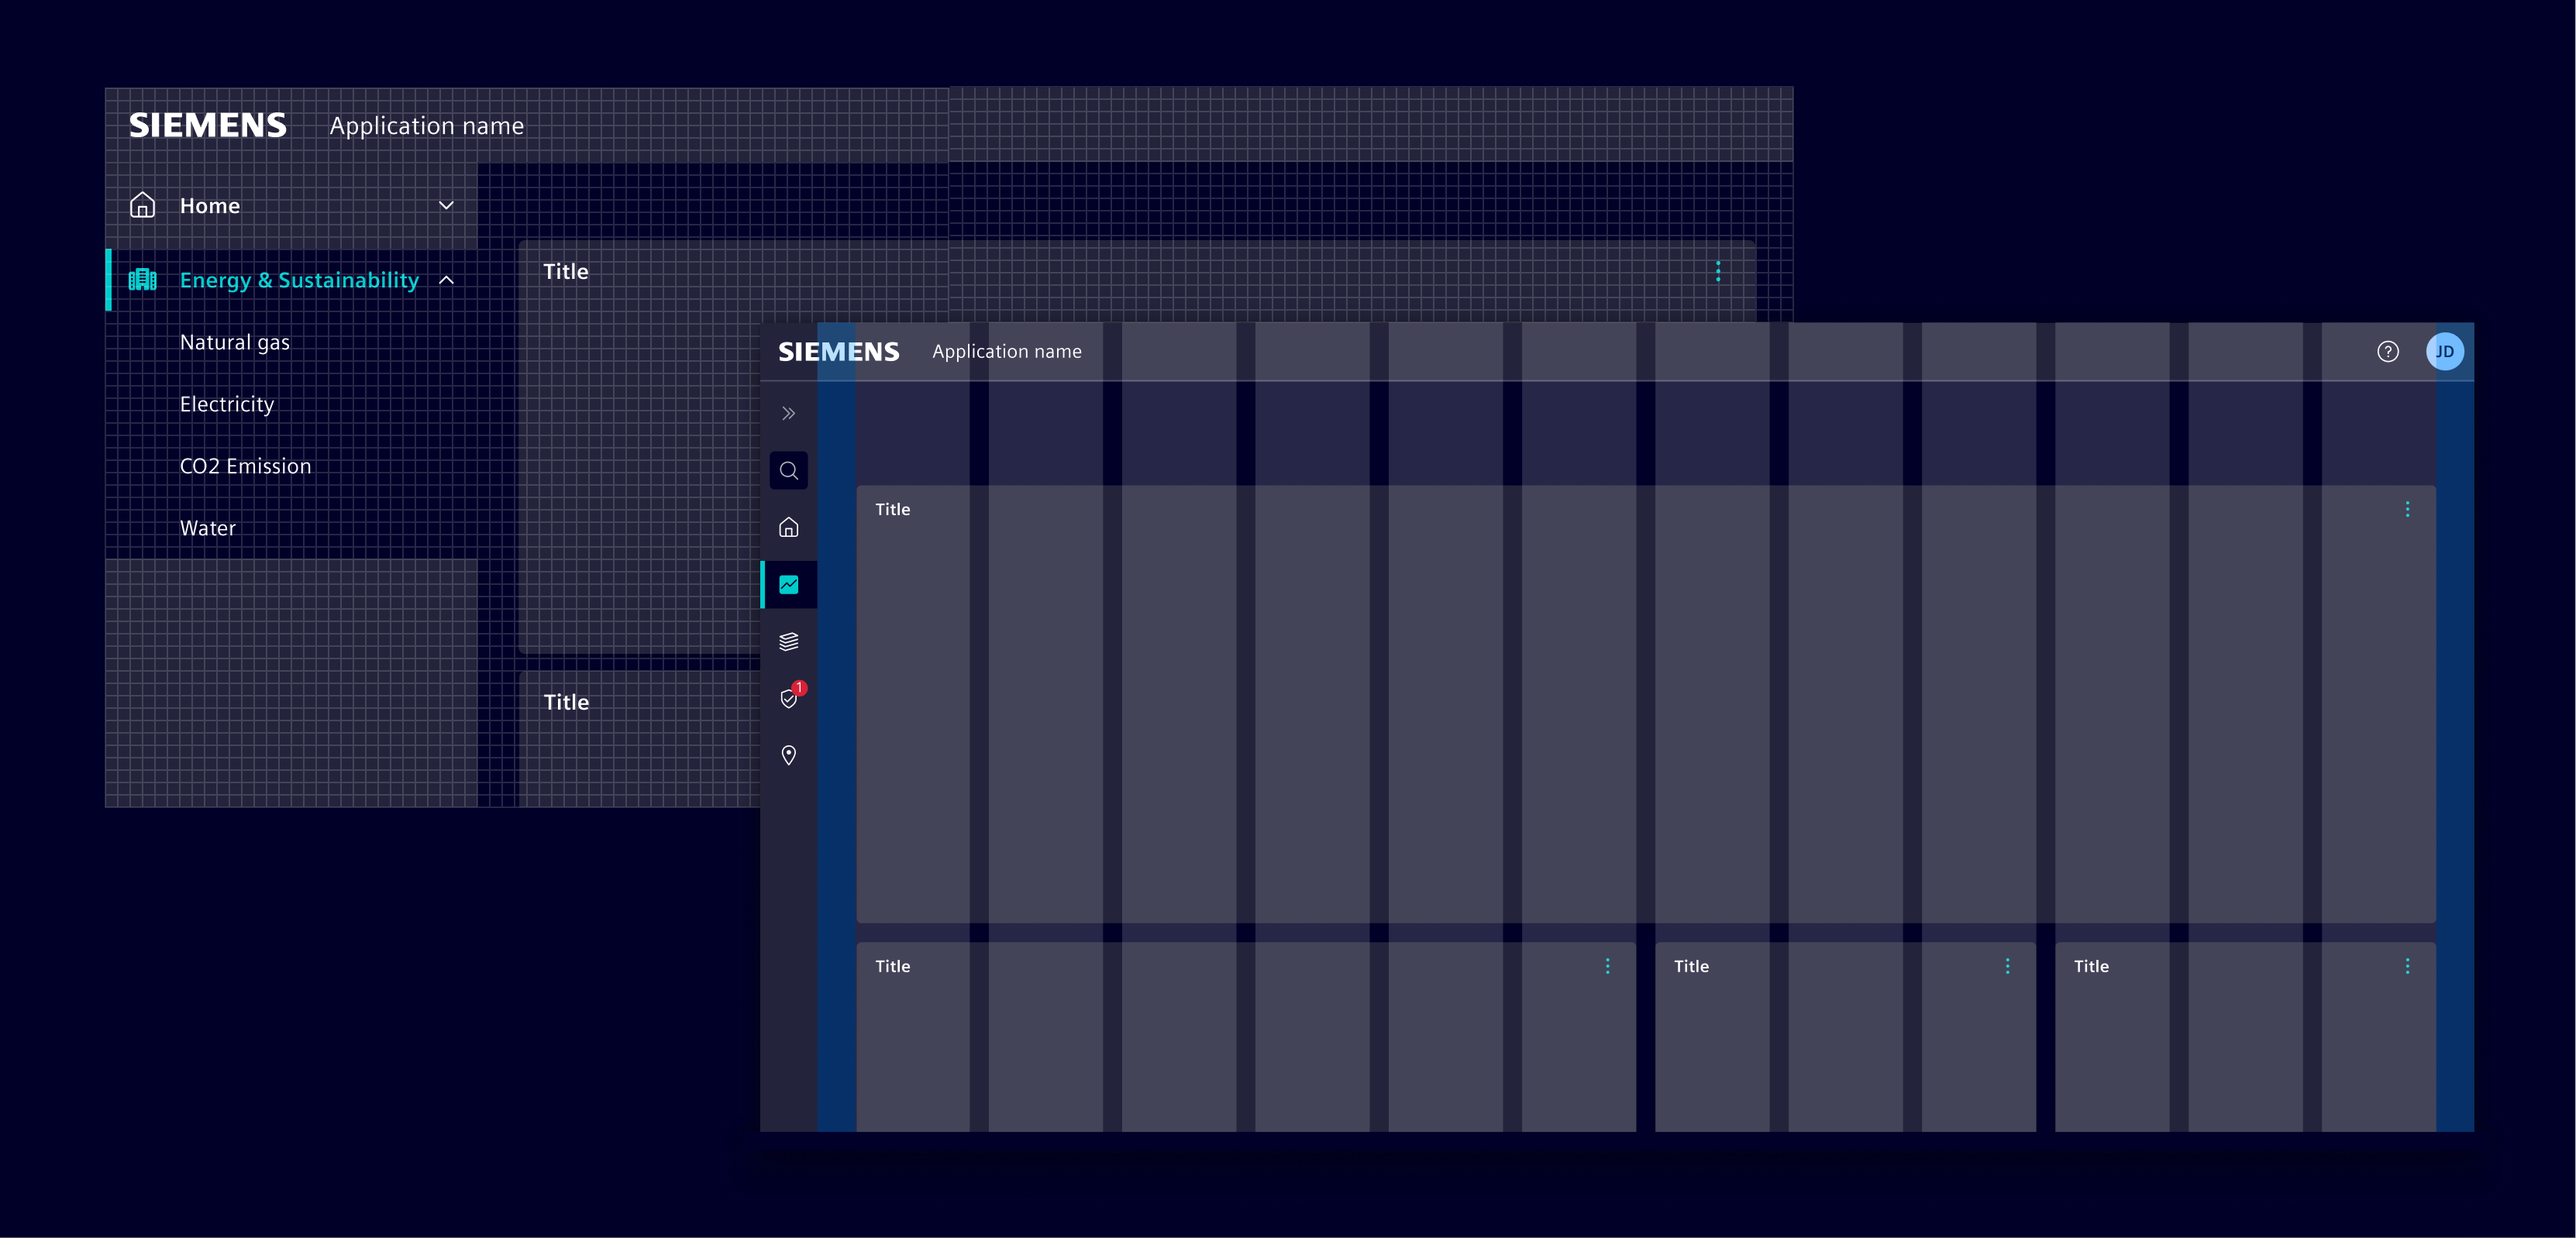 SIEMENS Application name
Home
Energy & Sustainability
Natural gas
Electricity
CO2 Emission
Water
Title
Title
SIEMENS Application name
JD
1
Title
Title
Title
Title